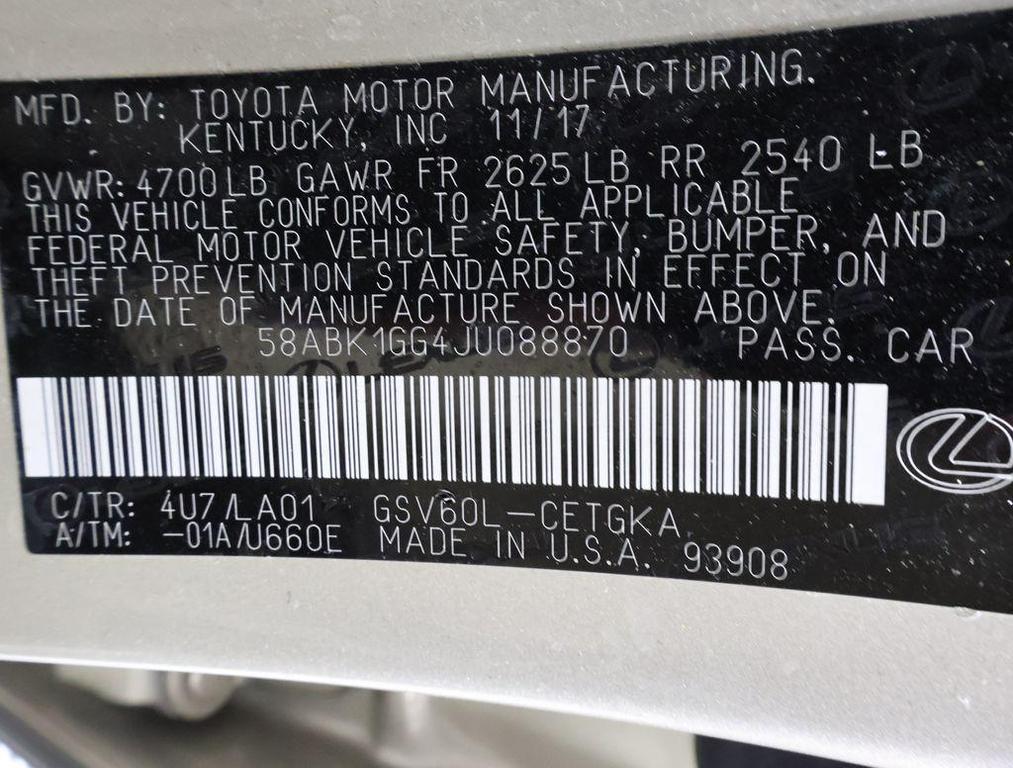 MFD. BY: TOYOTA MOTOR MANUFACTURING.
KENTUCKY, INC 11/17
GVWR: 4700LB GAWR FR 2625LB RR 2540 LB
THIS VEHICLE CONFORMS TO ALL APPLICABLE
FEDERAL MOTOR VEHICLE SAFETY, BUMPER, AND
THEFT PREVENTION STANDARDS IN EFFECT ON
THE DATE OF MANUFACTURE SHOWN ABOVE.
58ABK1GG4JU088870 PASS. CAR
C/TR: 4U7/LA01 GSV60L-CETGKA
A/TM: -01A/U660E MADE IN U.S.A. 93908